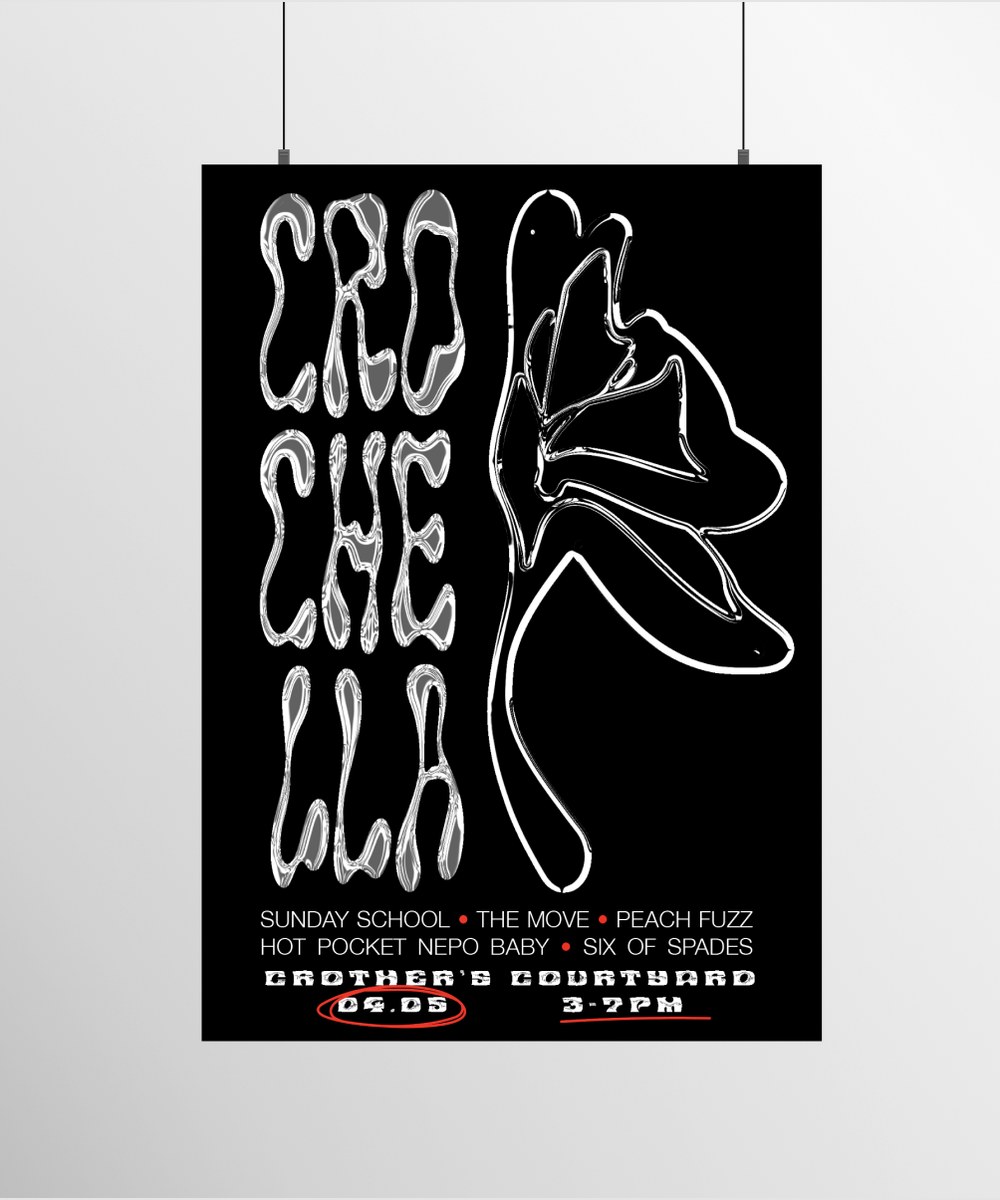 CRO
CHE
LLA
SUNDAY SCHOOL • THE MOVE • PEACH FUZZ
HOT POCKET NEPO BABY • SIX OF SPADES
CROTHER'S COURTYARD
04.05 3-7PM